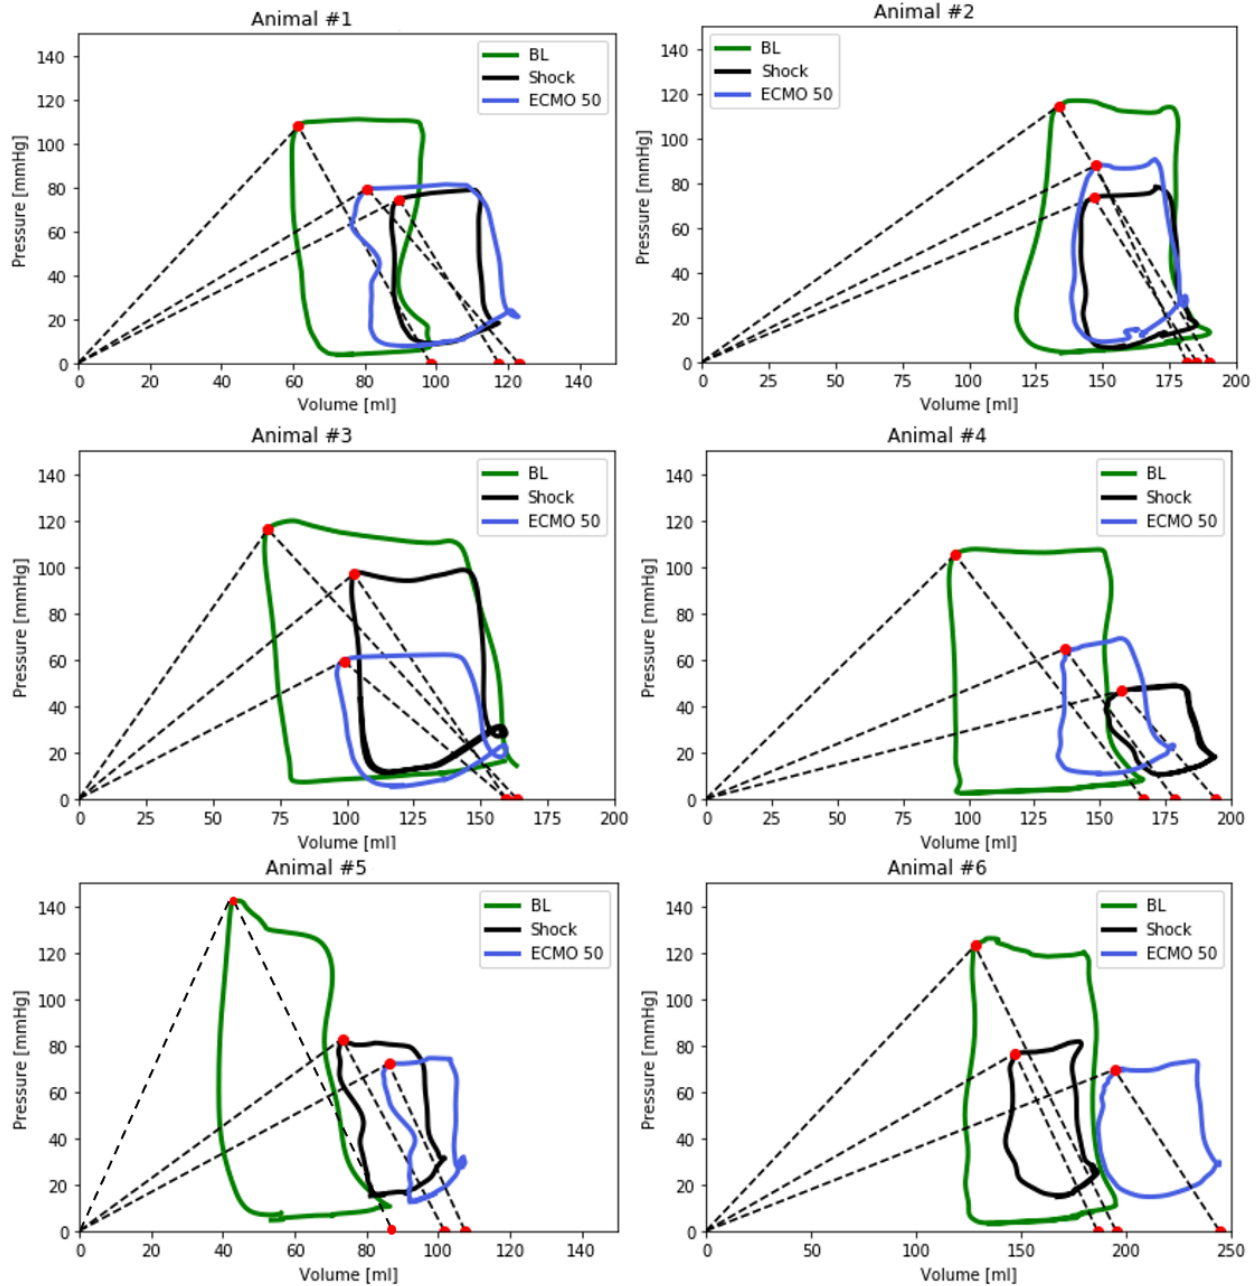 Animal #1
140
120
100
80
60
40
20
0
Pressure [mmHg]
BL
Shock
ECMO 50
0 20 40 60 80 100 120 140
Volume [ml]
Animal #2
140
120
100
80
60
40
20
0
Pressure [mmHg]
BL
Shock
ECMO 50
0 25 50 75 100 125 150 175 200
Volume [ml]
Animal #3
140
120
100
80
60
40
20
0
Pressure [mmHg]
BL
Shock
ECMO 50
0 25 50 75 100 125 150 175 200
Volume [ml]
Animal #4
140
120
100
80
60
40
20
0
Pressure [mmHg]
BL
Shock
ECMO 50
0 25 50 75 100 125 150 175 200
Volume [ml]
Animal #5
140
120
100
80
60
40
20
0
Pressure [mmHg]
BL
Shock
ECMO 50
0 20 40 60 80 100 120 140
Volume [ml]
Animal #6
140
120
100
80
60
40
20
0
Pressure [mmHg]
BL
Shock
ECMO 50
0 50 100 150 200 250
Volume [ml]